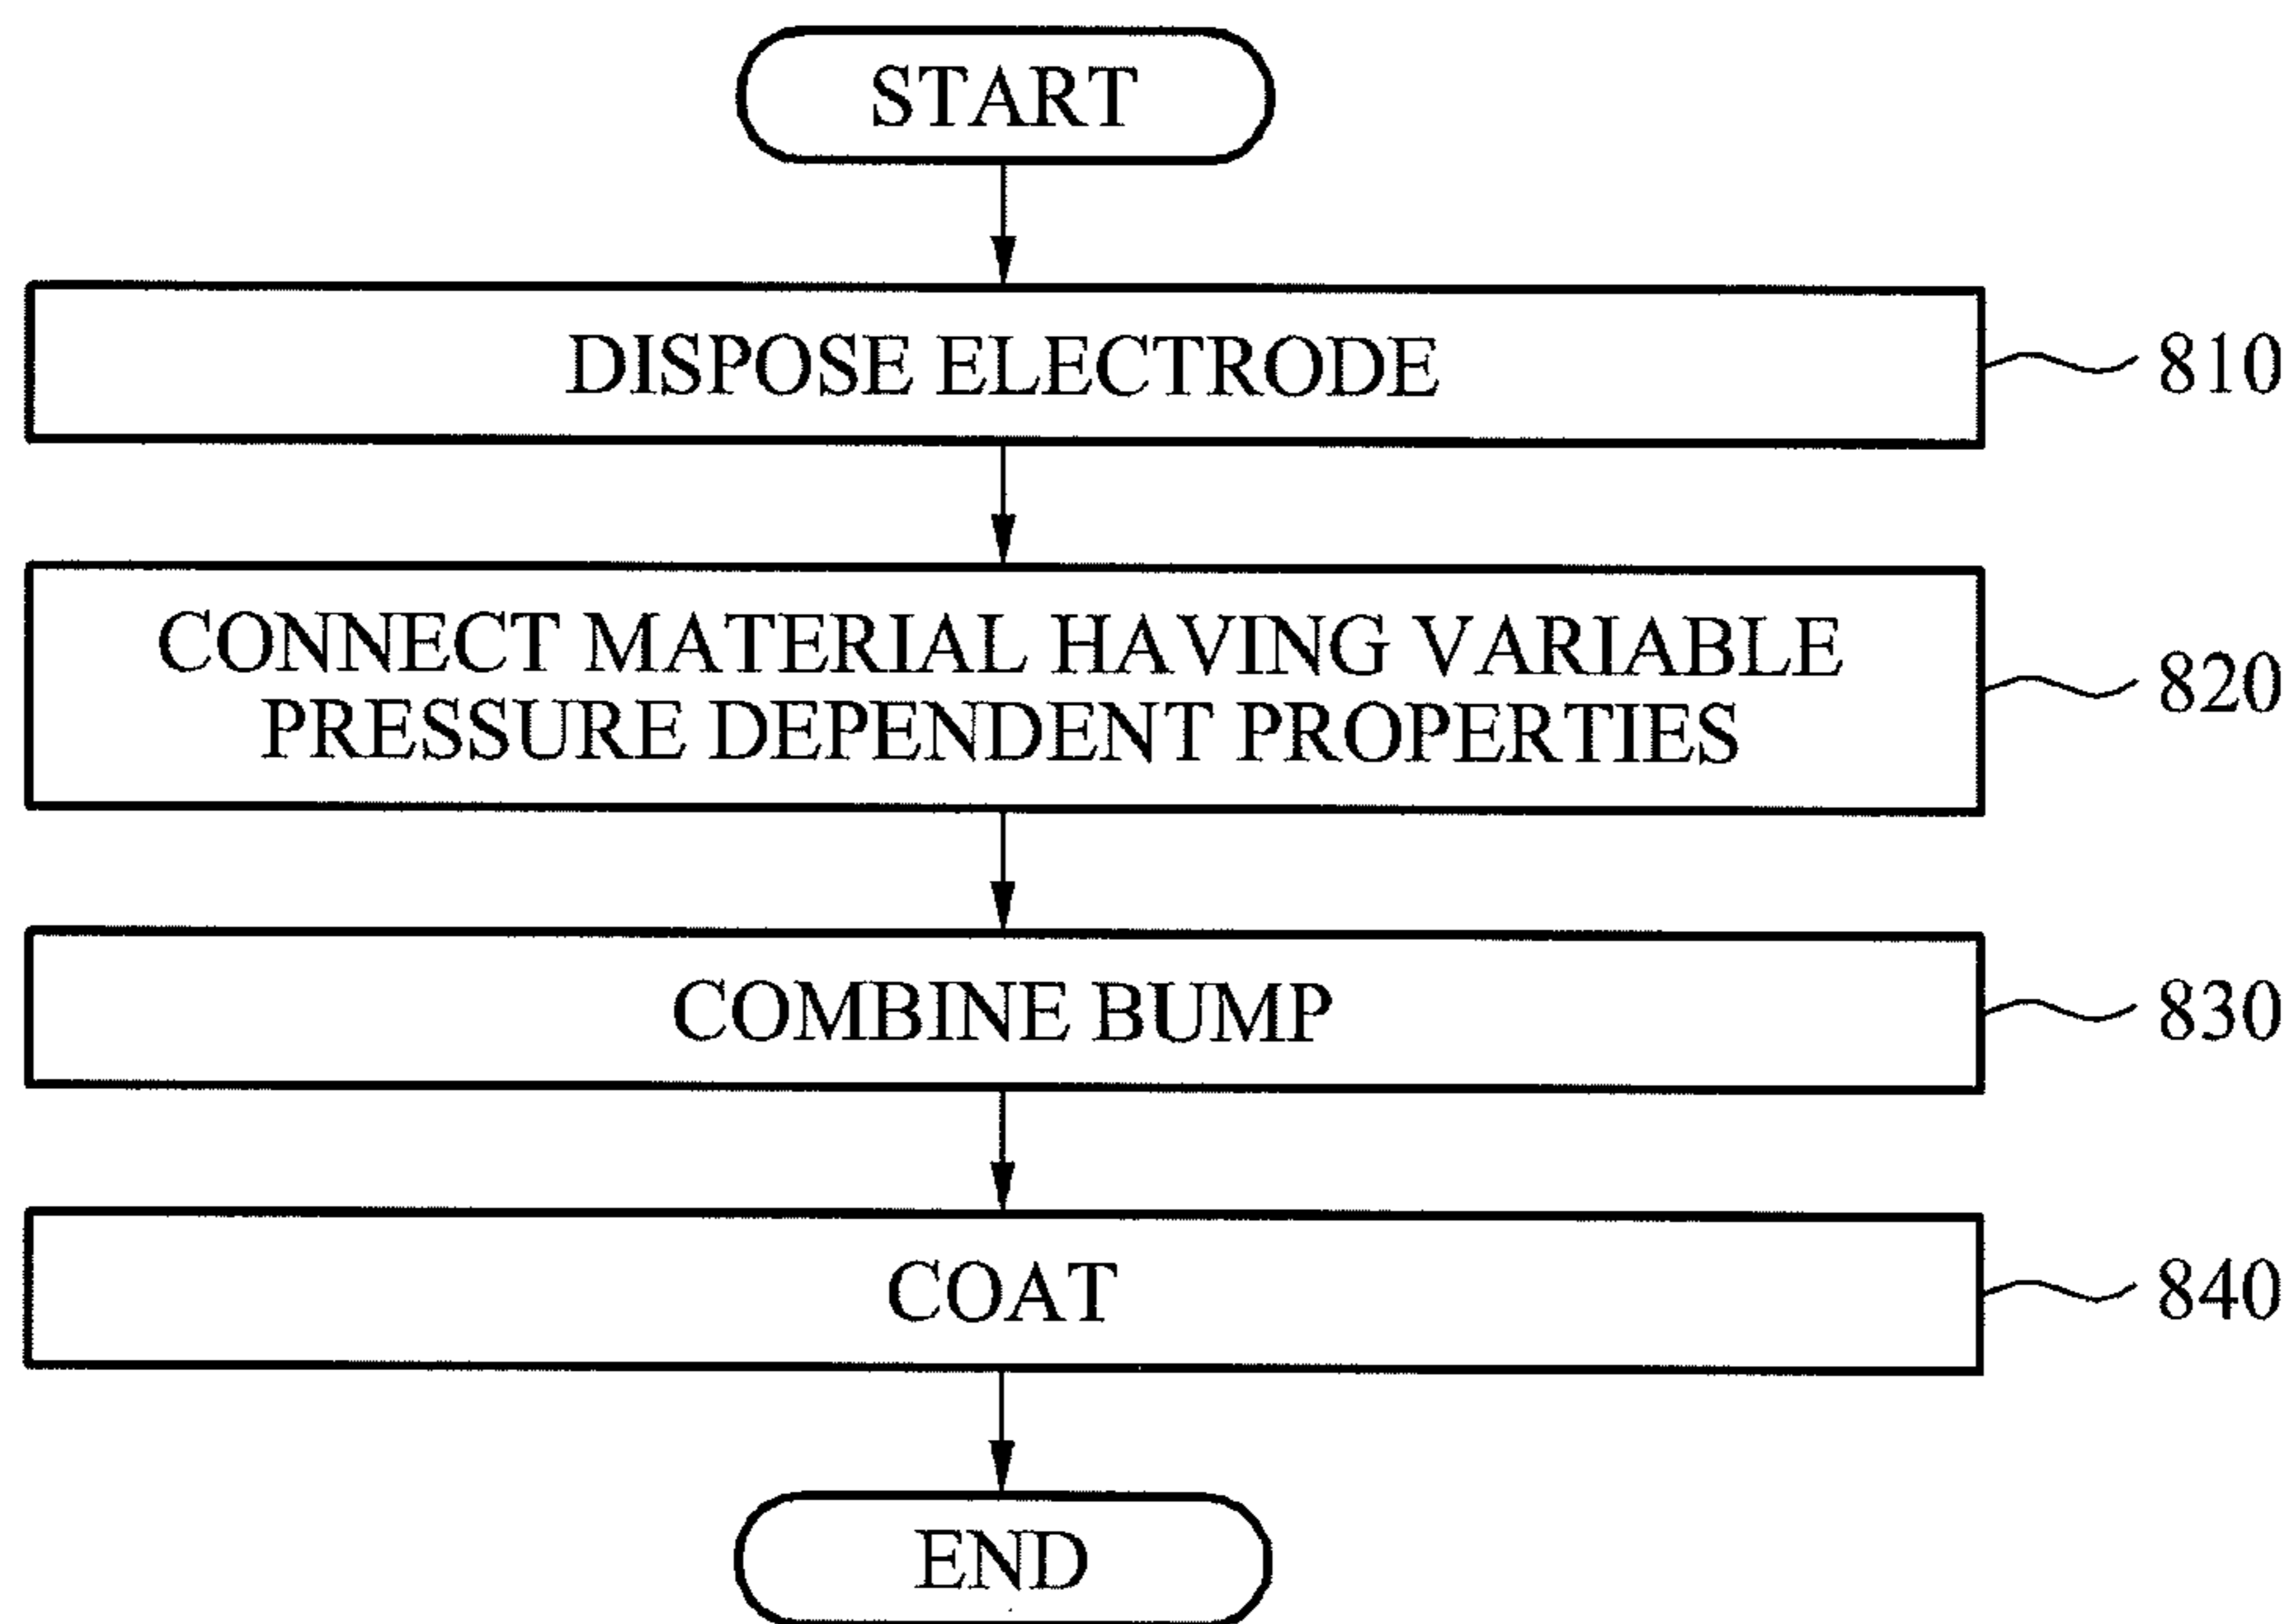 START
DISPOSE ELECTRODE
810
CONNECT MATERIAL HAVING VARIABLE
PRESSURE DEPENDENT PROPERTIES
820
COMBINE BUMP
830
COAT
840
END